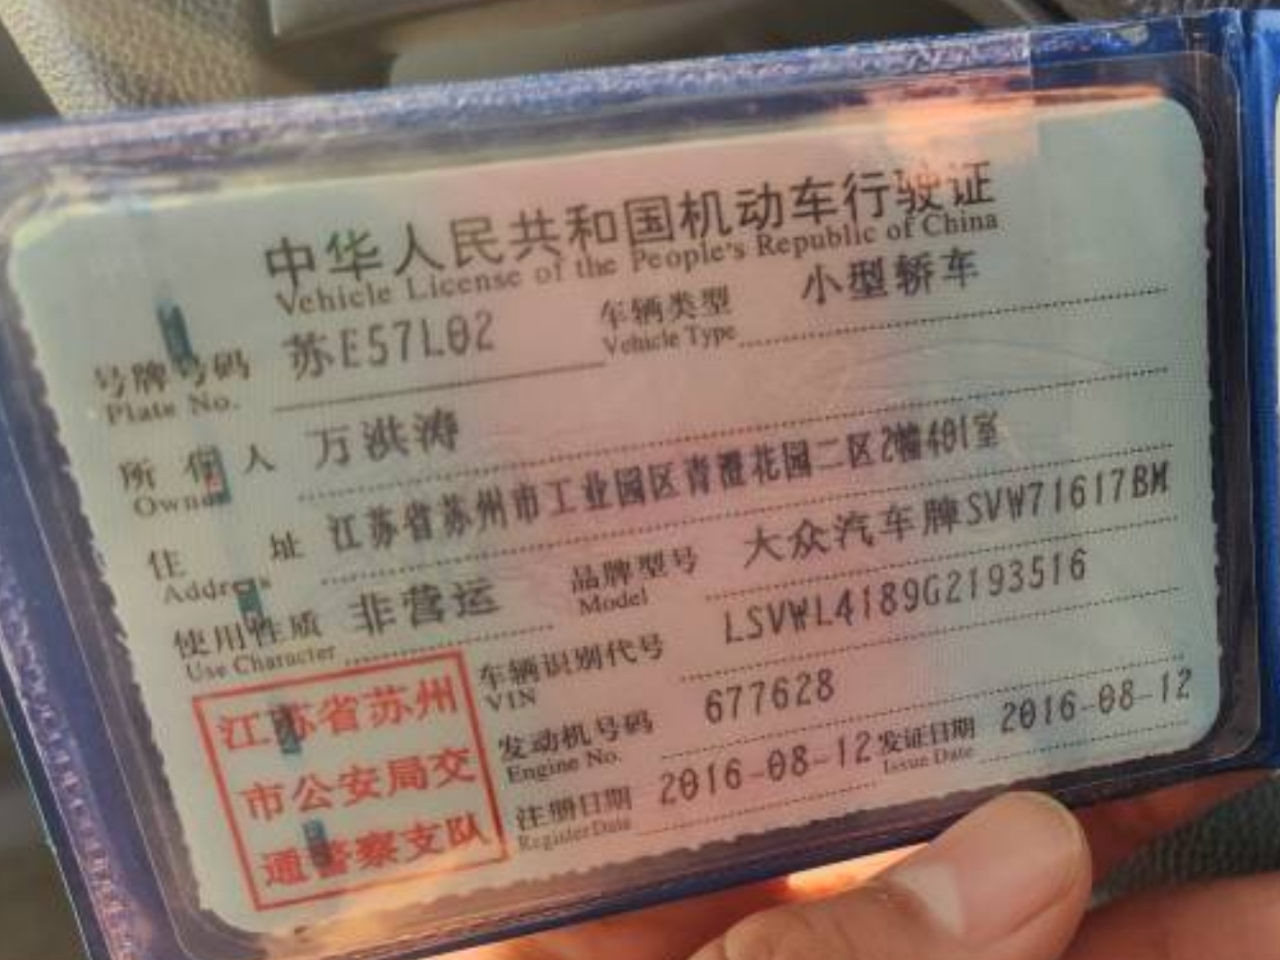 中华人民共和国机动车行驶证
Vehicle License of the People's Republic of China
号牌号码 苏E57L02 车辆类型 小型轿车
Plate No. Vehicle Type
所有人 万洪涛
Owner
住址 江苏省苏州市工业园区青澄花园二区2幢401室
Address
使用性质 非营运 品牌型号 大众汽车牌SVW71617BM
Use Character Model
车辆识别代号 LSVWL4189G2193516
VIN
发动机号码 677628
Engine No.
注册日期 2016-08-12 发证日期 2016-08-12
Register Date Issue Date
江苏省苏州
市公安局交
通警察支队